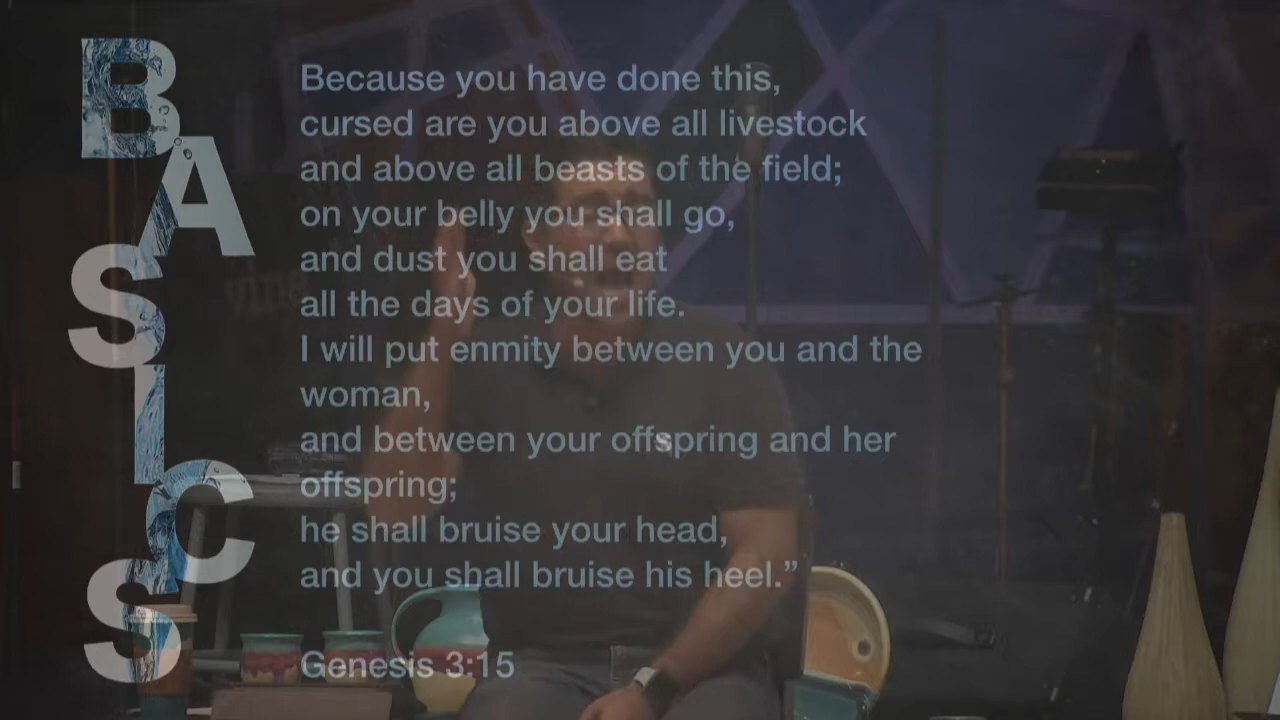 BASICS
Because you have done this,
cursed are you above all livestock
and above all beasts of the field;
on your belly you shall go,
and dust you shall eat
all the days of your life.
I will put enmity between you and the
woman,
and between your offspring and her
offspring;
he shall bruise your head,
and you shall bruise his heel.”
Genesis 3:15